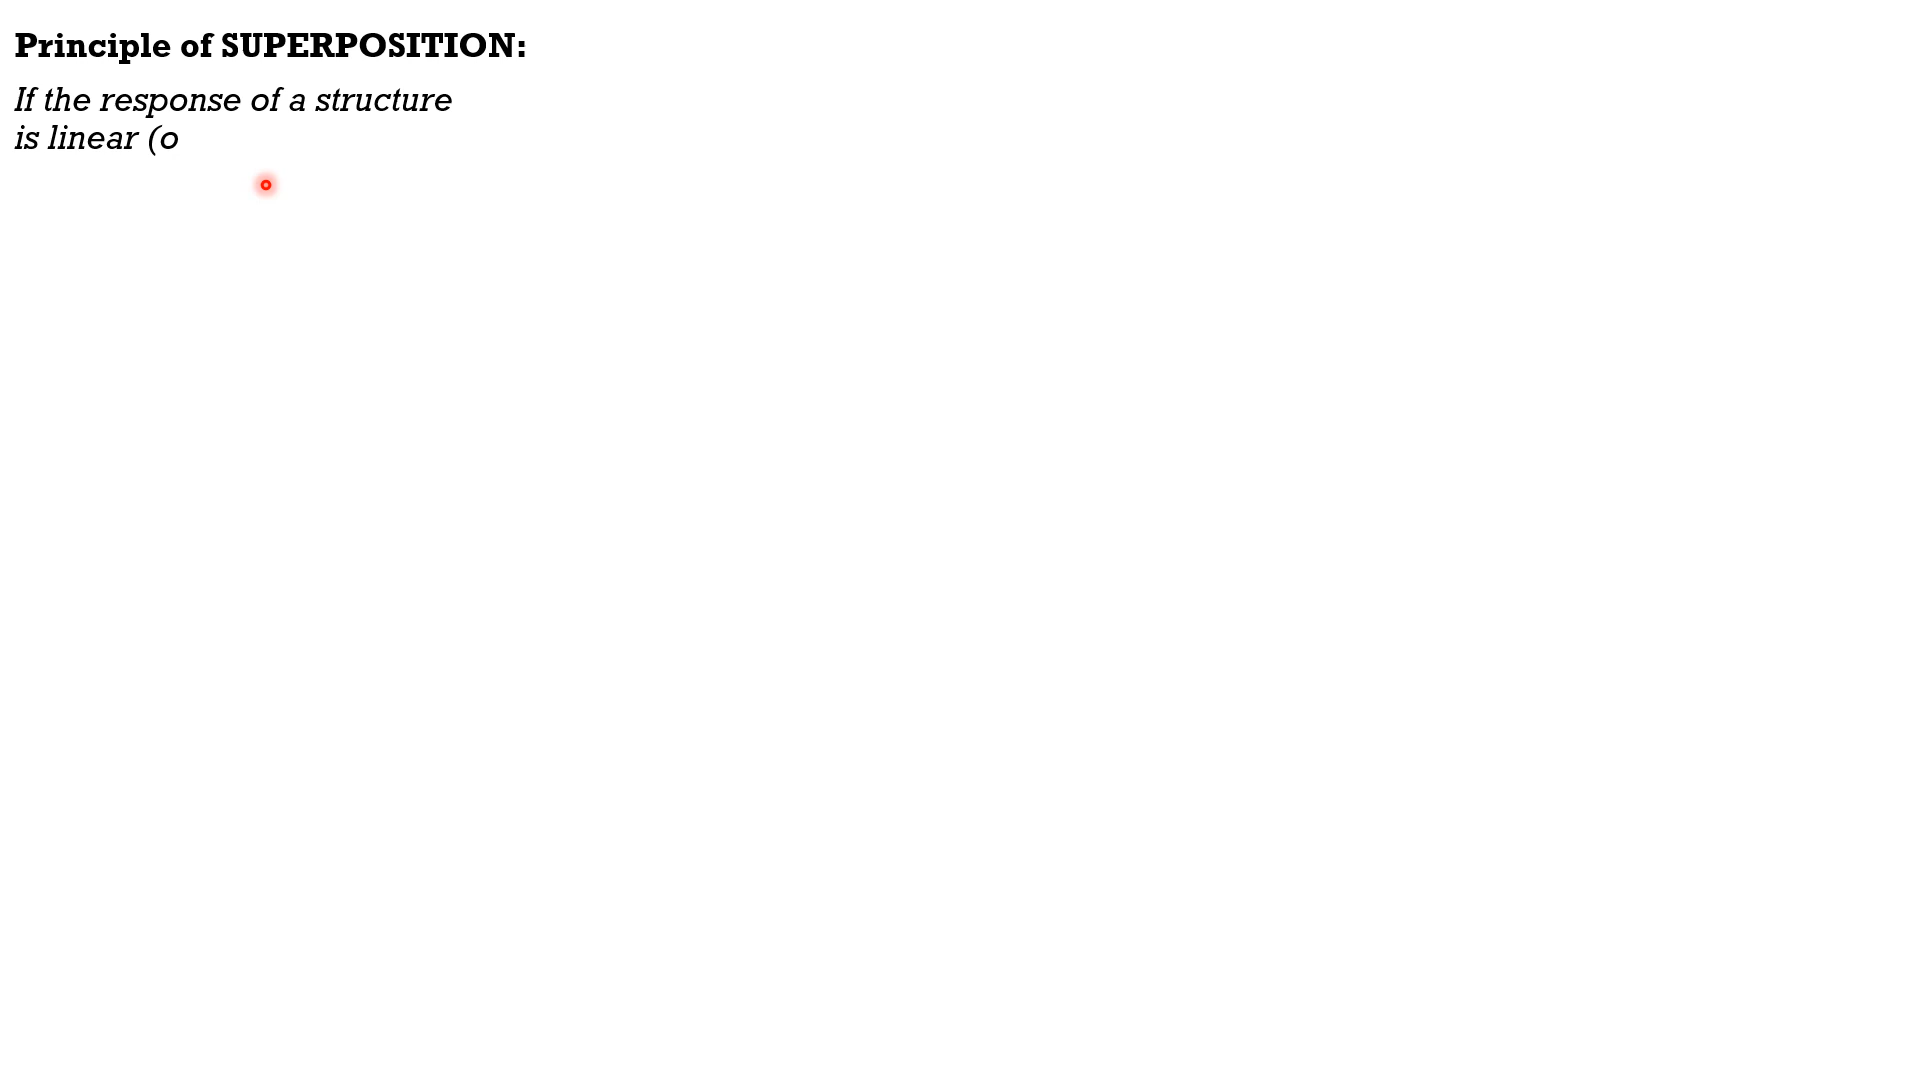 Principle of SUPERPOSITION:
If the response of a structure
is linear (o